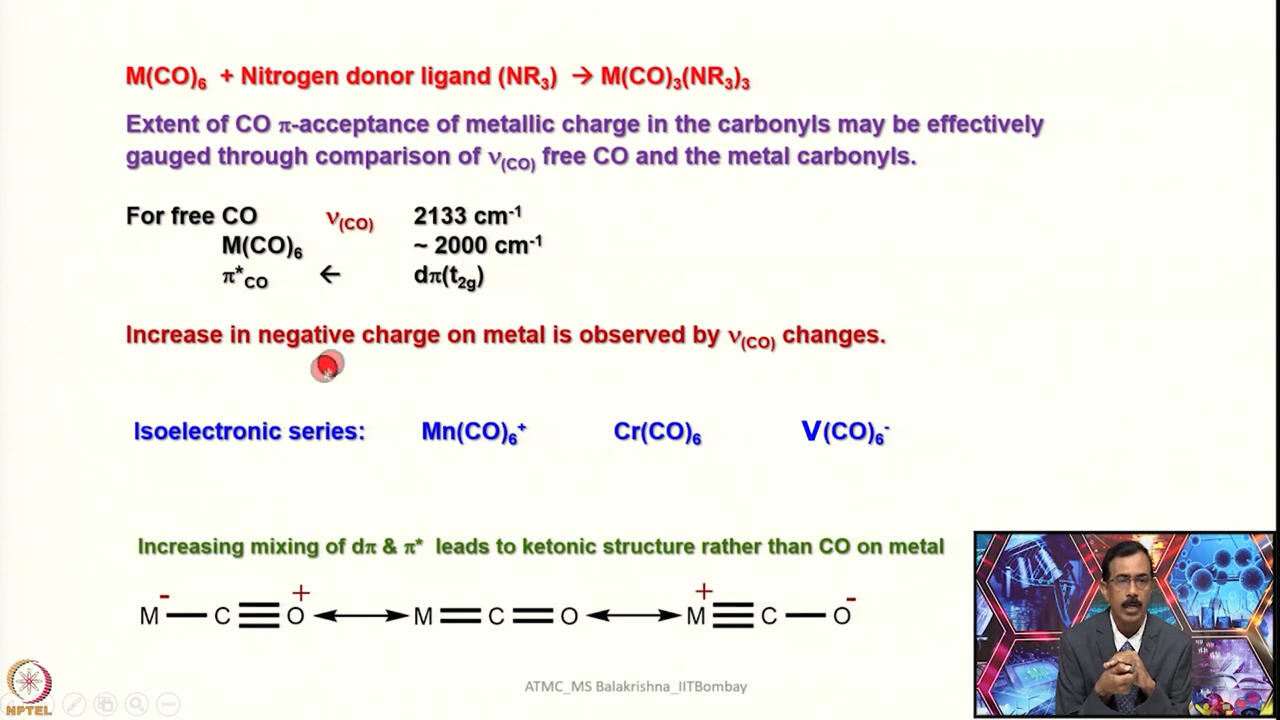 M(CO)₆ + Nitrogen donor ligand (NR₃) → M(CO)₃(NR₃)₃
Extent of CO π-acceptance of metallic charge in the carbonyls may be effectively
gauged through comparison of ν(CO) free CO and the metal carbonyls.
For free CO ν(CO) 2133 cm⁻¹
M(CO)₆ ~ 2000 cm⁻¹
π*CO ← dπ(t₂g)
Increase in negative charge on metal is observed by ν(CO) changes.
Isoelectronic series: Mn(CO)₆⁺ Cr(CO)₆ V(CO)₆⁻
Increasing mixing of dπ & π* leads to ketonic structure rather than CO on metal
M⁻—C≡O⁺ ↔ M=C=O ↔ M⁺≡C—O⁻
ATMC_MS Balakrishna_IITBombay
NPTEL